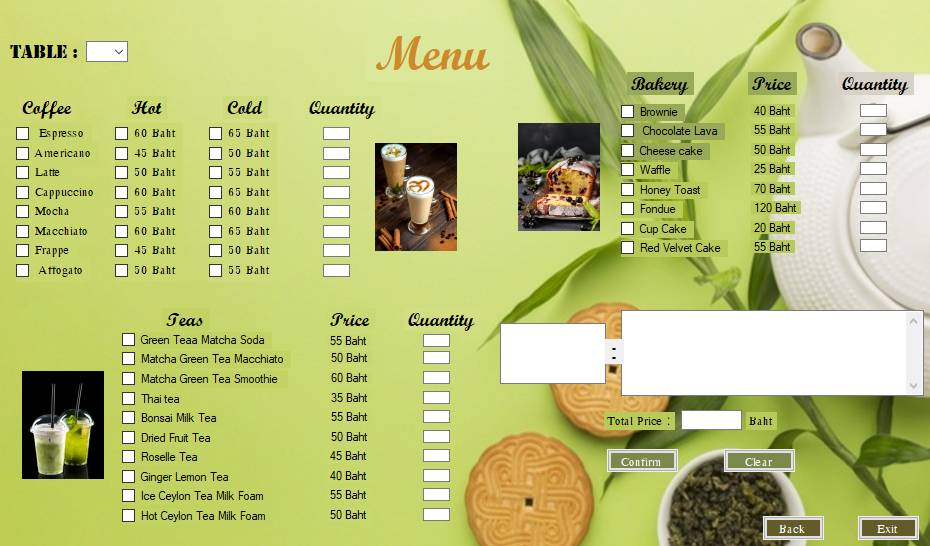 TABLE :
Menu
Coffee Hot Cold Quantity
Espresso 60 Baht 65 Baht
Americano 45 Baht 50 Baht
Latte 50 Baht 55 Baht
Cappuccino 60 Baht 65 Baht
Mocha 55 Baht 60 Baht
Macchiato 60 Baht 65 Baht
Frappe 45 Baht 50 Baht
Affogato 50 Baht 55 Baht
Bakery Price Quantity
Brownie 40 Baht
Chocolate Lava 55 Baht
Cheese cake 50 Baht
Waffle 25 Baht
Honey Toast 70 Baht
Fondue 120 Baht
Cup Cake 20 Baht
Red Velvet Cake 55 Baht
Teas Price Quantity
Green Teaa Matcha Soda 55 Baht
Matcha Green Tea Macchiato 50 Baht
Matcha Green Tea Smoothie 60 Baht
Thai tea 35 Baht
Bonsai Milk Tea 55 Baht
Dried Fruit Tea 50 Baht
Roselle Tea 45 Baht
Ginger Lemon Tea 40 Baht
Ice Ceylon Tea Milk Foam 55 Baht
Hot Ceylon Tea Milk Foam 50 Baht
:
Total Price : Baht
Confirm Clear
Back Exit